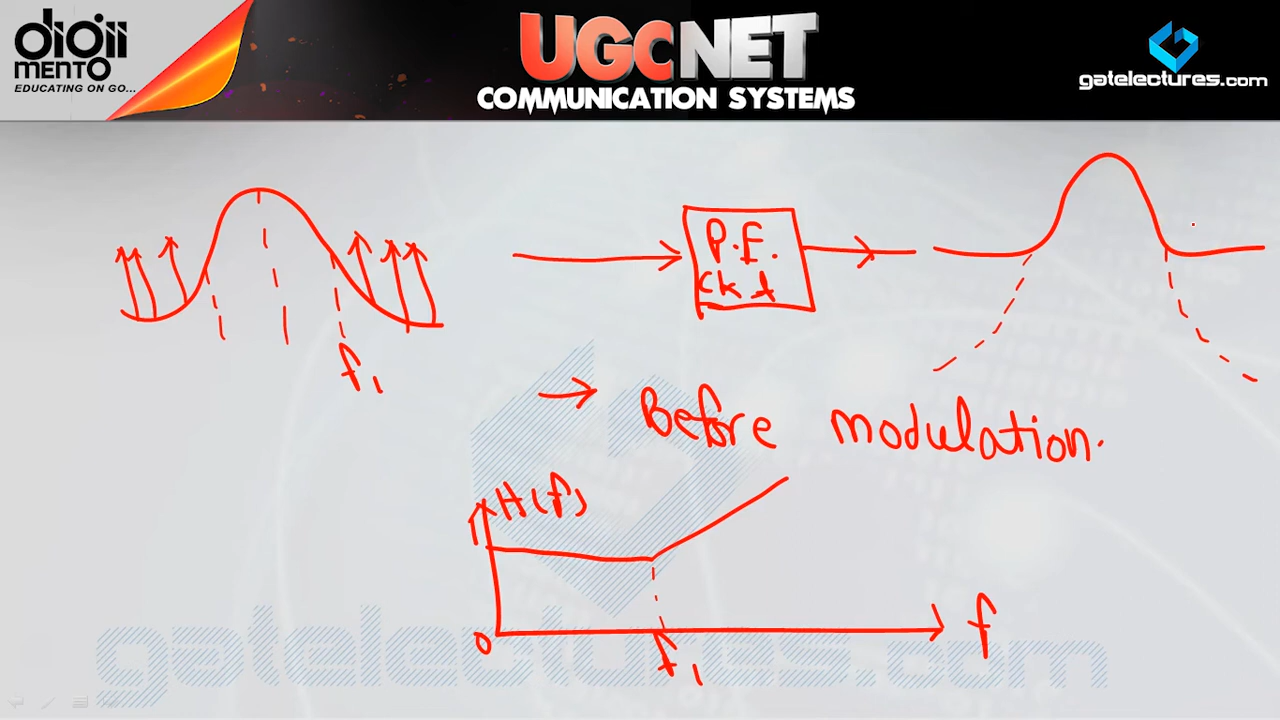 digii
MENTO
EDUCATING ON GO...
UGCNET
COMMUNICATION SYSTEMS
gatelectures.com
P.E.
ckt
f1
→ Before modulation.
H(f)
0
f1
f
gatelectures.com